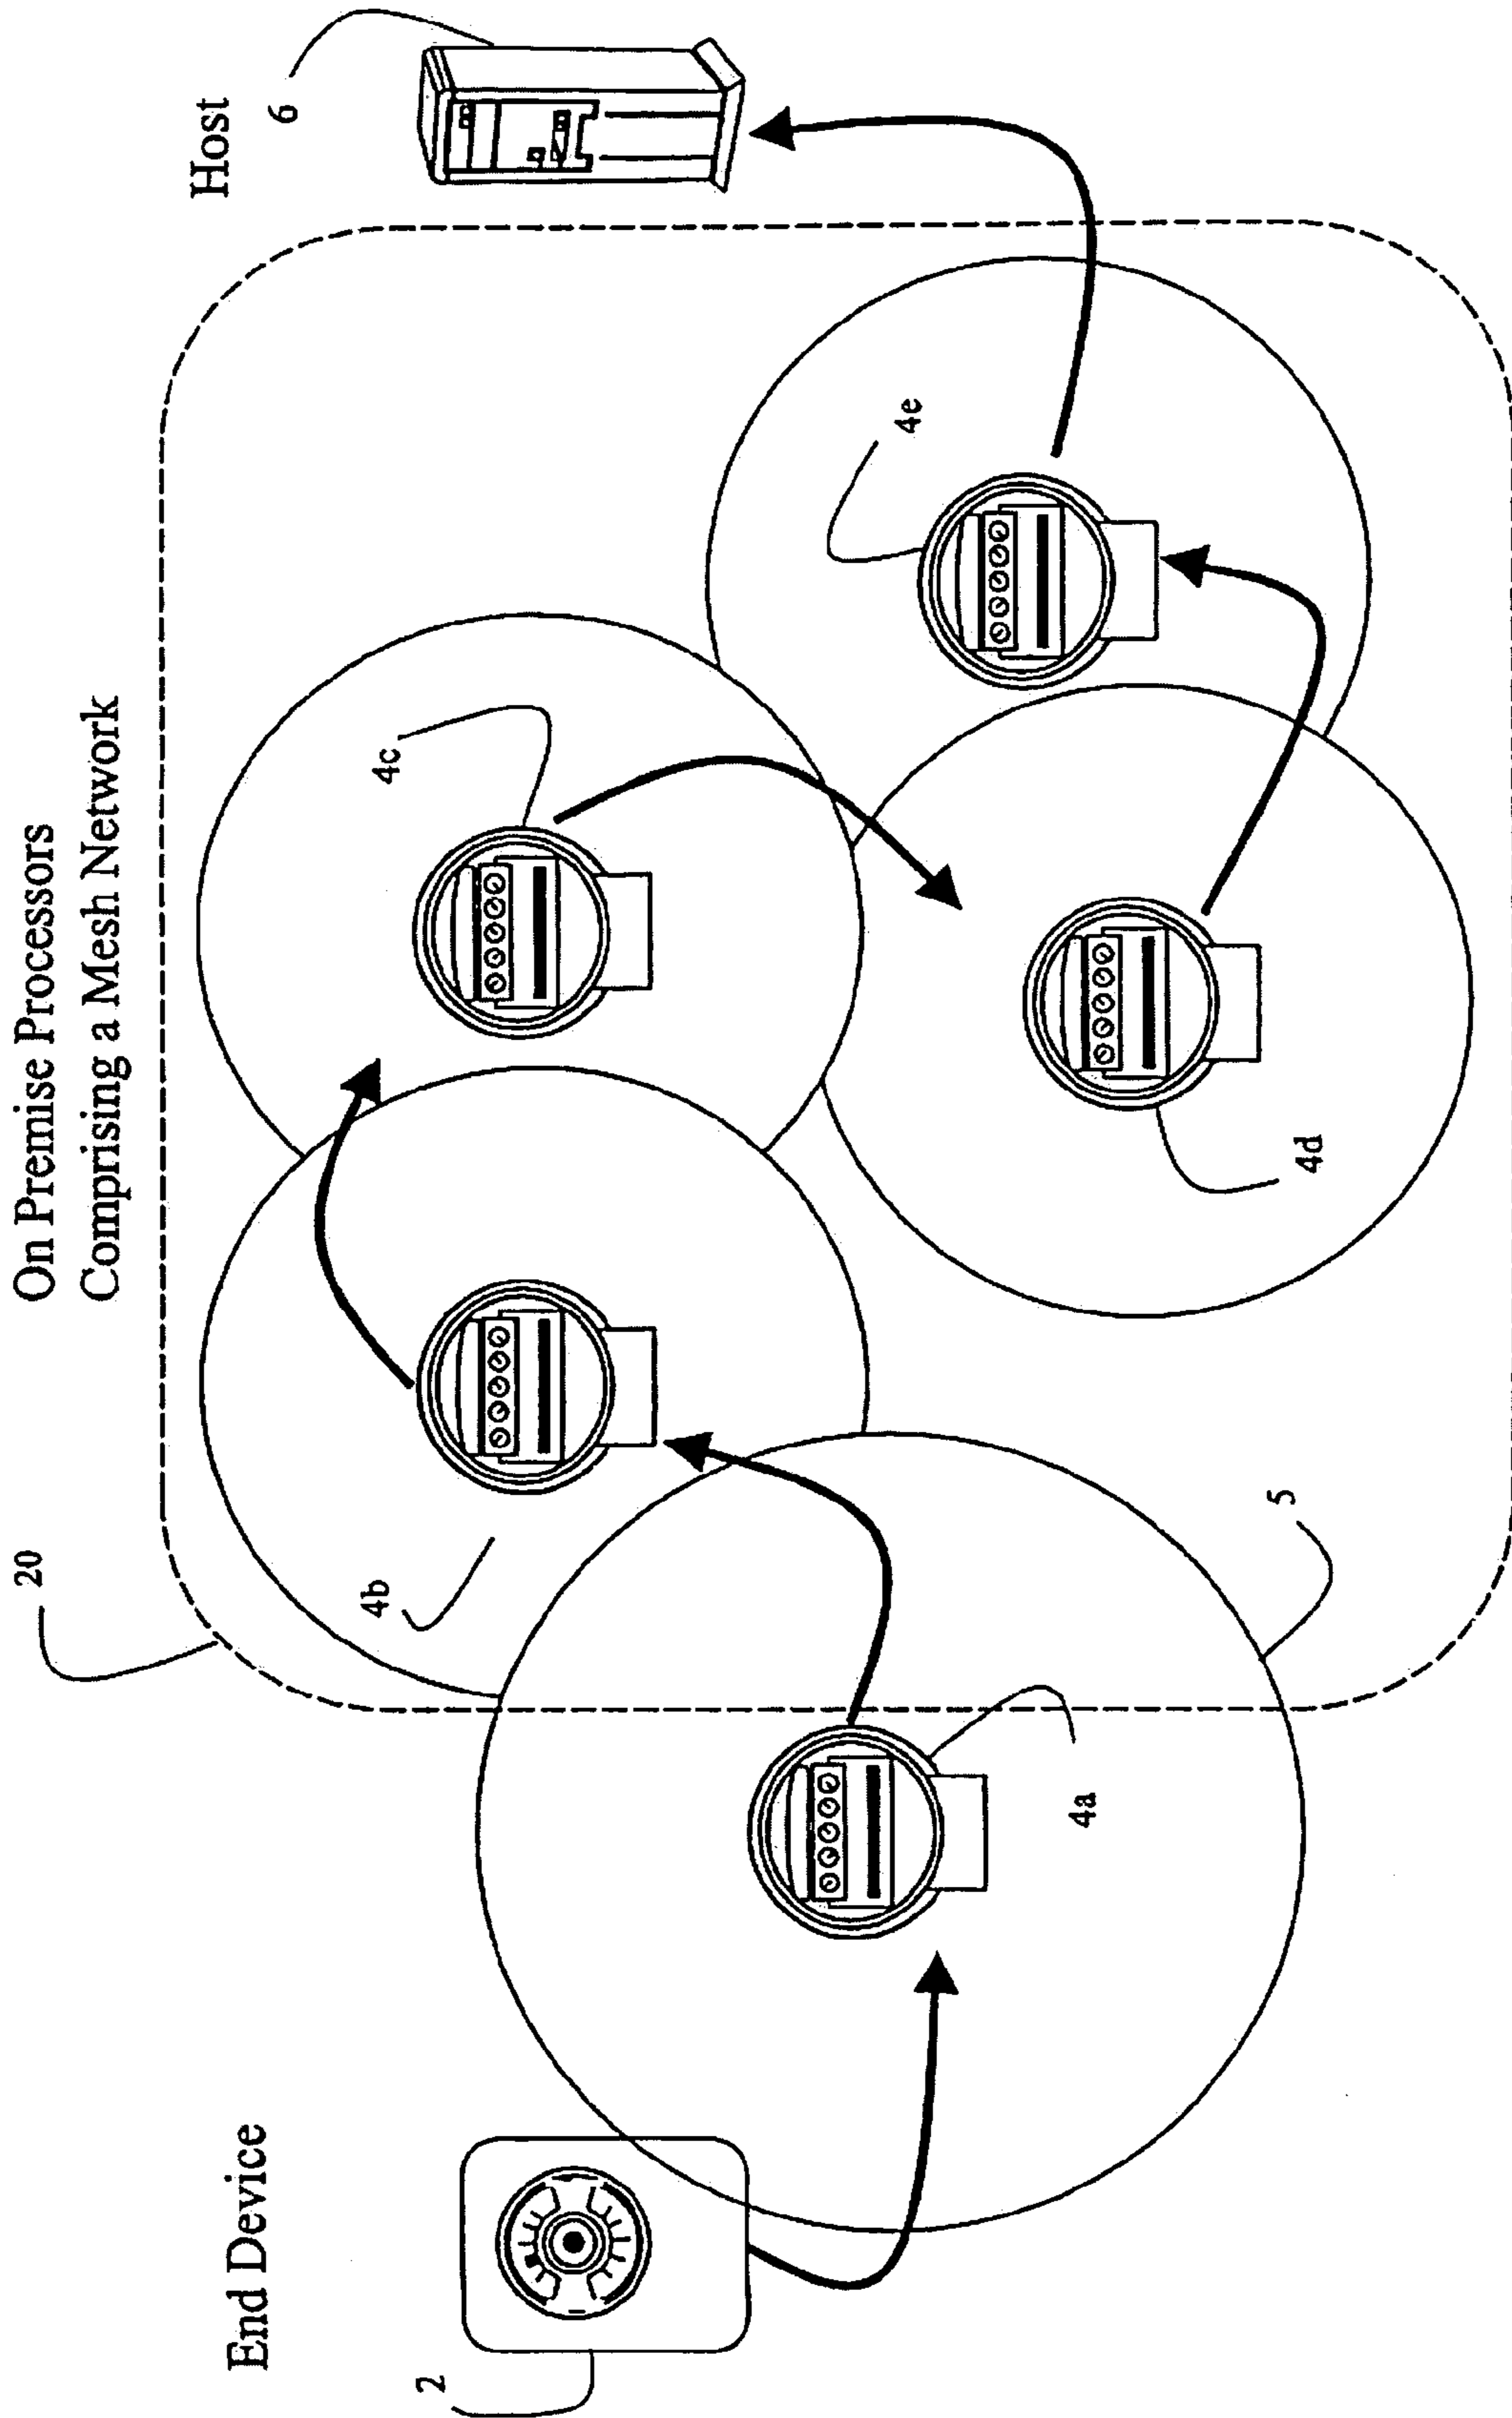 On Premise Processors
Comprising a Mesh Network
20
End Device
Host
2
6
4b
4c
4e
4a
5
4d